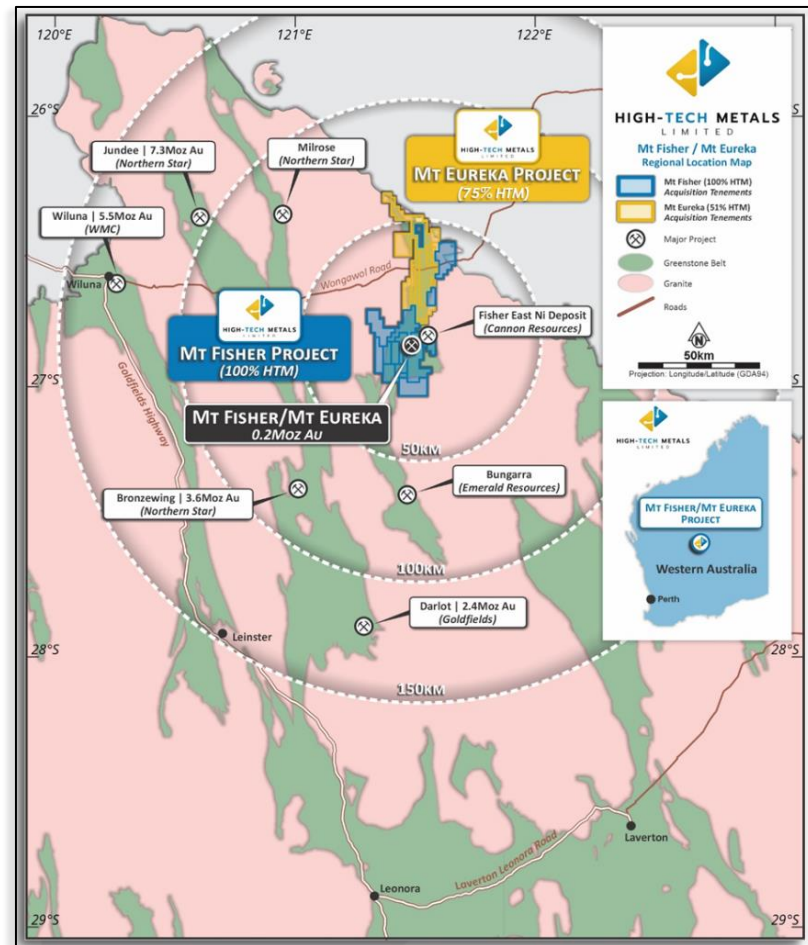 120°E
121°E
122°E
26°S
27°S
28°S
29°S
Jundee | 7.3Moz Au
(Northern Star)
Milrose
(Northern Star)
HIGH-TECH METALS
LIMITED
MT EUREKA PROJECT
(75% HTM)
Wiluna | 5.5Moz Au
(WMC)
Wiluna
Wongawol Road
HIGH-TECH METALS
LIMITED
MT FISHER PROJECT
(100% HTM)
Fisher East Ni Deposit
(Cannon Resources)
Goldfields Highway
MT FISHER/MT EUREKA
0.2MOZ AU
50KM
Bronzewing | 3.6Moz Au
(Northern Star)
Bungarra
(Emerald Resources)
100KM
Darlot | 2.4Moz Au
(Goldfields)
Leinster
150KM
Laverton
Laverton Leonora Road
Leonora
HIGH-TECH METALS
LIMITED
Mt Fisher / Mt Eureka
Regional Location Map
Mt Fisher (100% HTM)
Acquisition Tenements
Mt Eureka (51% HTM)
Acquisition Tenements
Major Project
Greenstone Belt
Granite
Roads
N
50km
Projection: Longitude/Latitude (GDA94)
HIGH-TECH METALS
LIMITED
MT FISHER/MT EUREKA
PROJECT
Western Australia
Perth